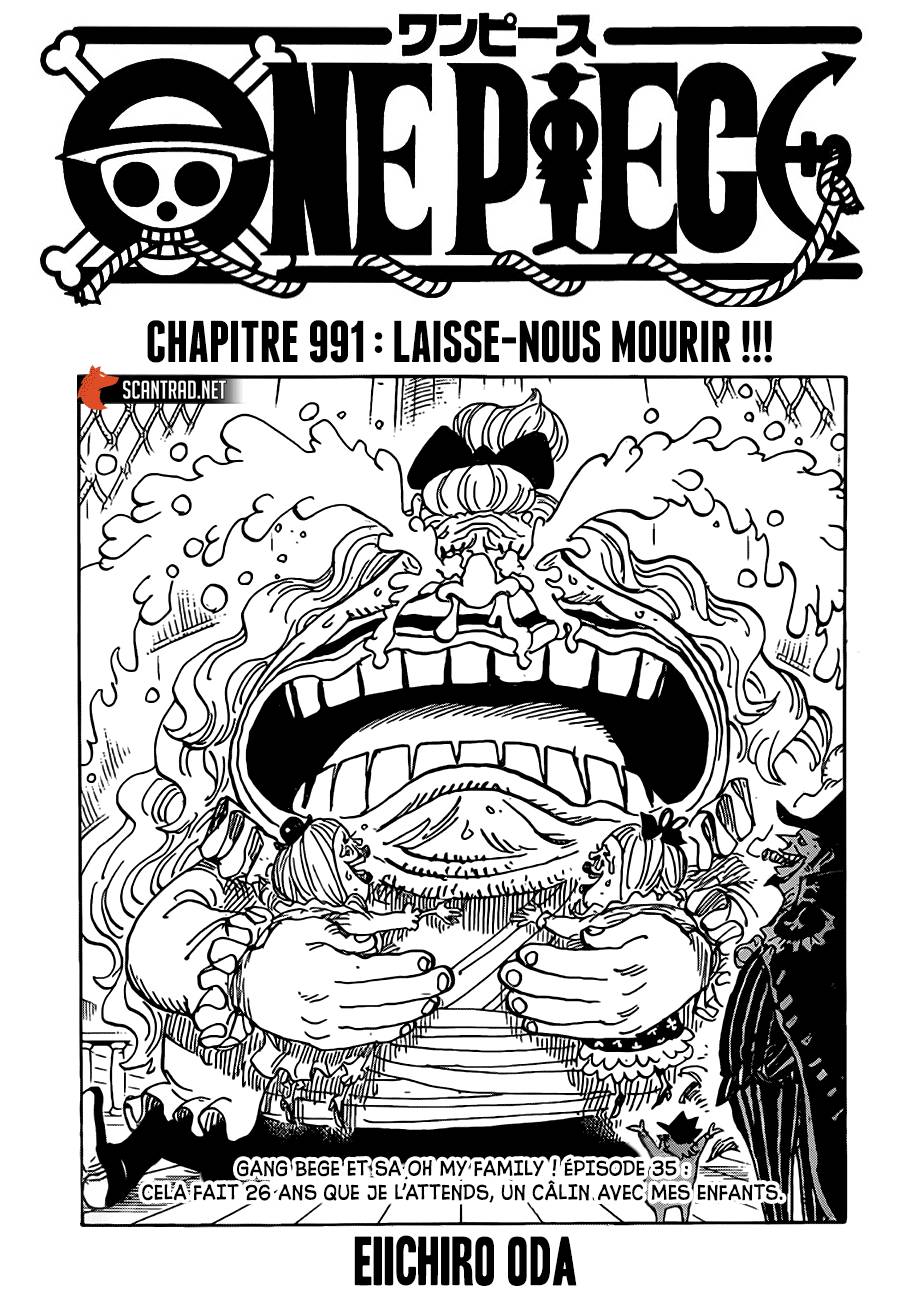 ワンピース
ONE PIECE
CHAPITRE 991 : LAISSE-NOUS MOURIR !!!
SCANTRAD.NET
GANG BEGE ET SA OH MY FAMILY ! ÉPISODE 35 :
CELA FAIT 26 ANS QUE JE L'ATTENDS, UN CÂLIN AVEC MES ENFANTS.
EIICHIRO ODA